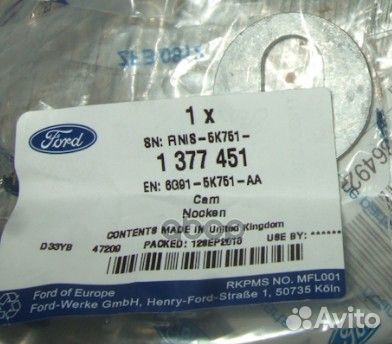 Ford
1 x
SN: FINIS-5K751-
1 377 451
EN: 6G91-5K751-AA
Cam
Nocken
CONTENTS MADE IN United Kingdom
D33YB 47209 PACKED: 12SEP2010 USE BY: ******
RKPMS NO. MFL001
Ford of Europe
Ford-Werke GmbH, Henry-Ford-Straße 1, 50735 Köln
Avito